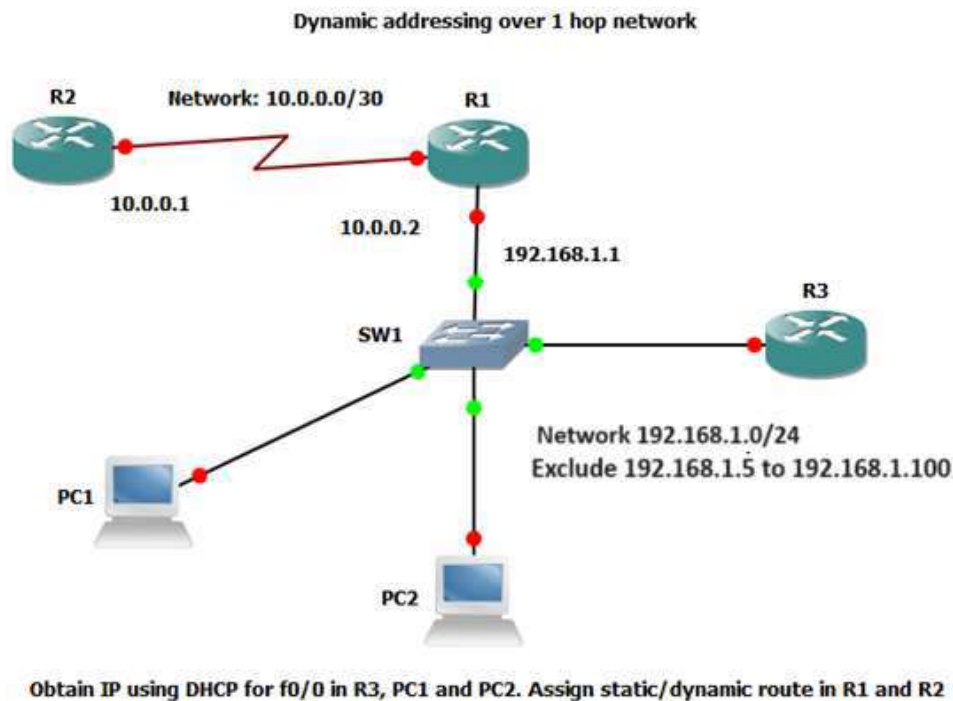 Dynamic addressing over 1 hop network
R2
Network: 10.0.0.0/30
R1
10.0.0.1
10.0.0.2
192.168.1.1
R3
SW1
Network 192.168.1.0/24
Exclude 192.168.1.5 to 192.168.1.100
PC1
PC2
Obtain IP using DHCP for f0/0 in R3, PC1 and PC2. Assign static/dynamic route in R1 and R2